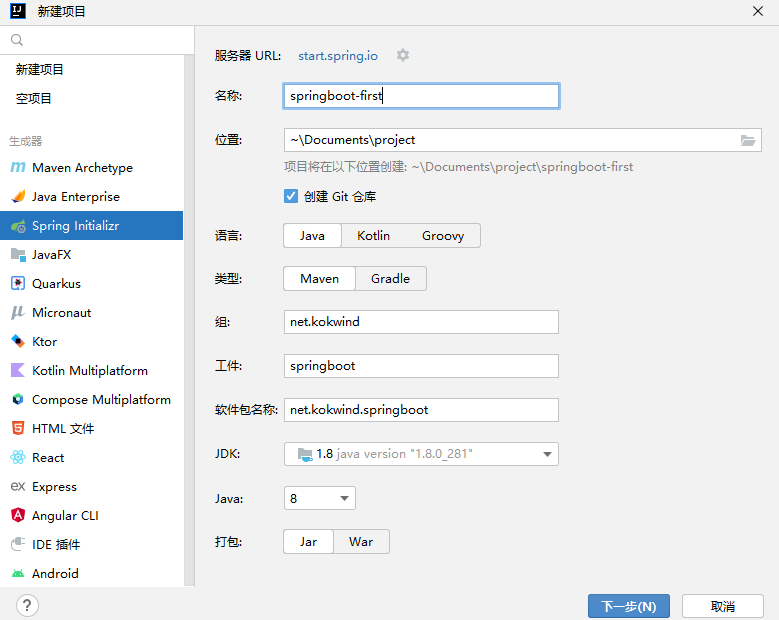 新建项目
新建项目
空项目
生成器
Maven Archetype
Java Enterprise
Spring Initializr
JavaFX
Quarkus
Micronaut
Ktor
Kotlin Multiplatform
Compose Multiplatform
HTML 文件
React
Express
Angular CLI
IDE 插件
Android
服务器 URL: start.spring.io
名称: springboot-first
位置: ~\Documents\project
项目将在以下位置创建: ~\Documents\project\springboot-first
创建 Git 仓库
语言: Java Kotlin Groovy
类型: Maven Gradle
组: net.kokwind
工件: springboot
软件包名称: net.kokwind.springboot
JDK: 1.8 java version "1.8.0_281"
Java: 8
打包: Jar War
? 下一步(N) 取消